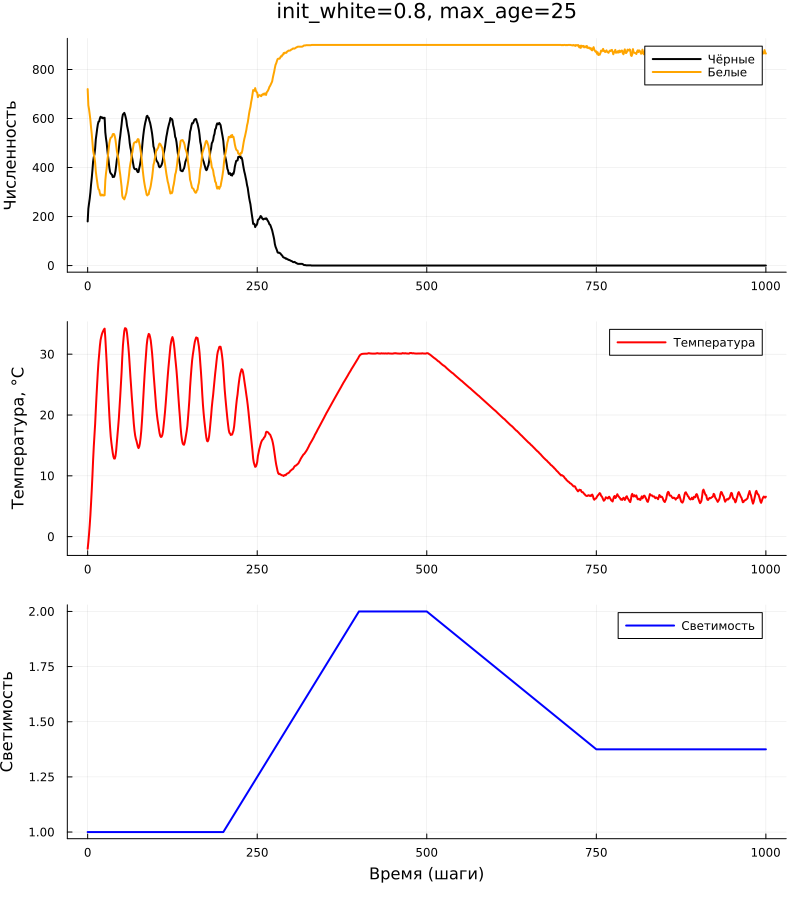 init_white=0.8, max_age=25
Численность
800
600
400
200
0
Чёрные
Белые
0 250 500 750 1000
Температура, °C
30
20
10
0
Температура
0 250 500 750 1000
Светимость
2.00
1.75
1.50
1.25
1.00
Светимость
0 250 500 750 1000
Время (шаги)